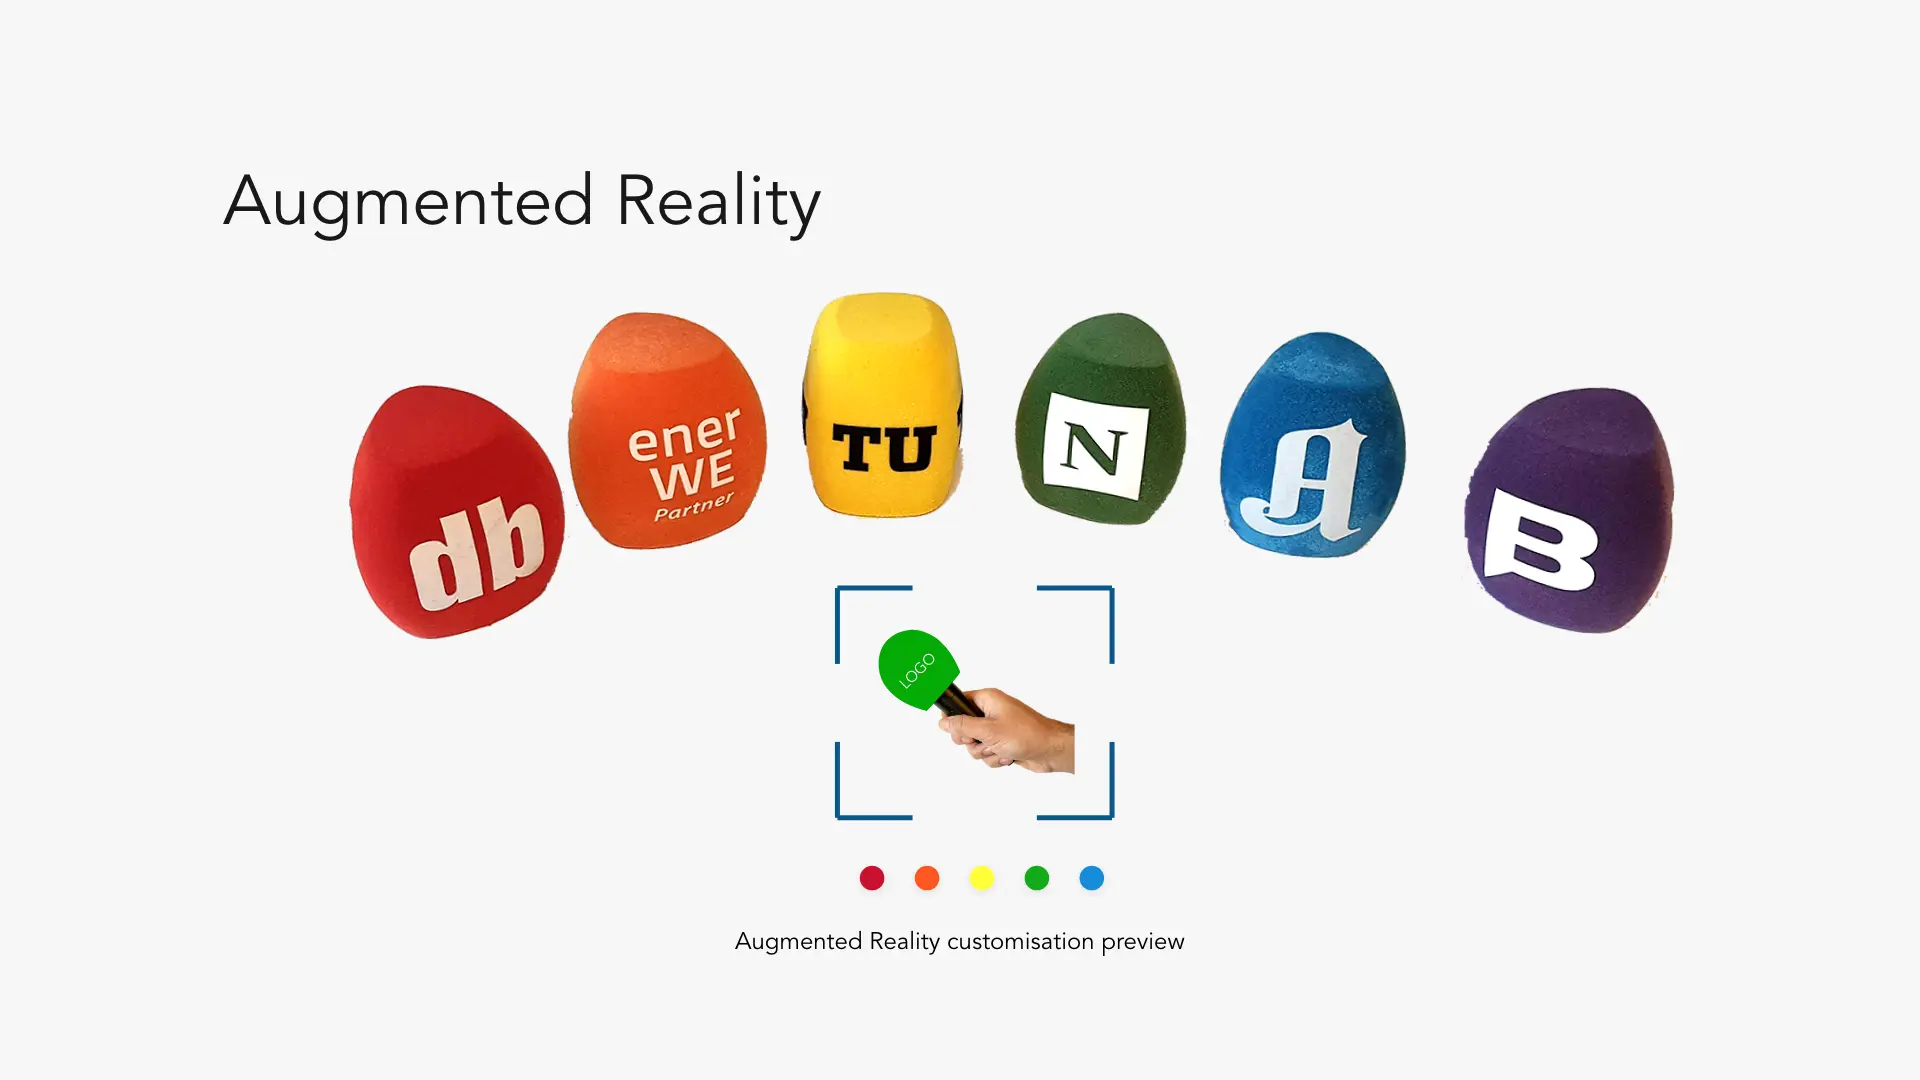 Augmented Reality
db
ener
WE
Partner
TU
N
A
B
LOGO
Augmented Reality customisation preview